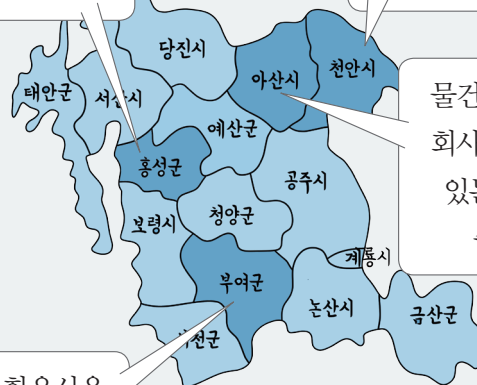 당진시
천안시
아산시
태안군
서산시
예산군
홍성군
공주시
보령시
청양군
계룡시
부여군
논산시
금산군
물건
회사